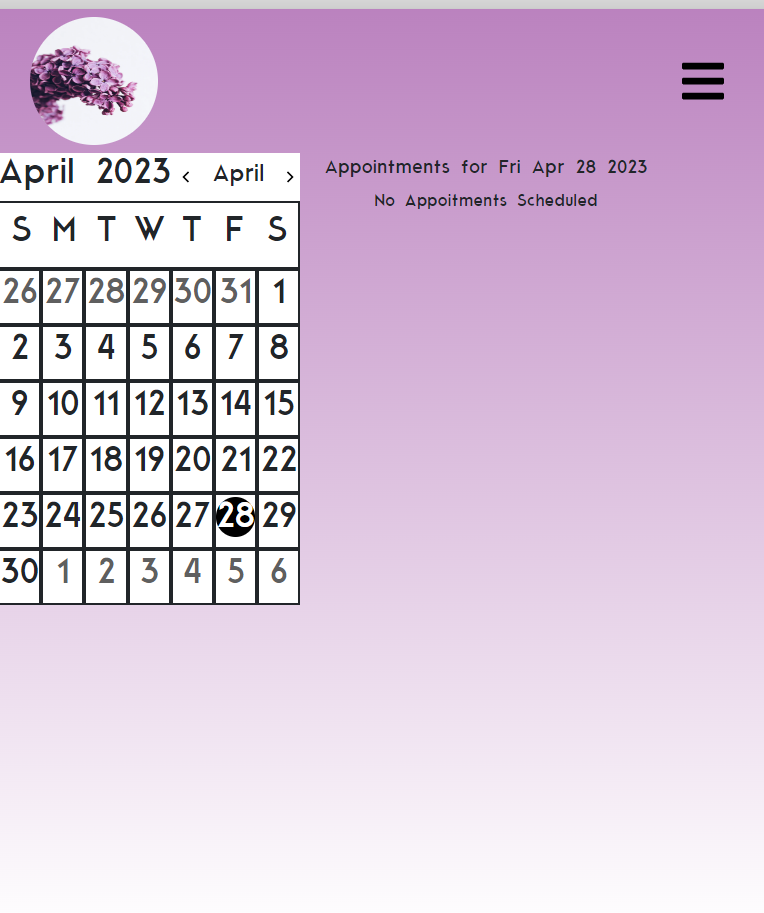 April 2023 ‹ April ›
S M T W T F S
26 27 28 29 30 31 1
2 3 4 5 6 7 8
9 10 11 12 13 14 15
16 17 18 19 20 21 22
23 24 25 26 27 28 29
30 1 2 3 4 5 6
Appointments for Fri Apr 28 2023
No Appoitments Scheduled